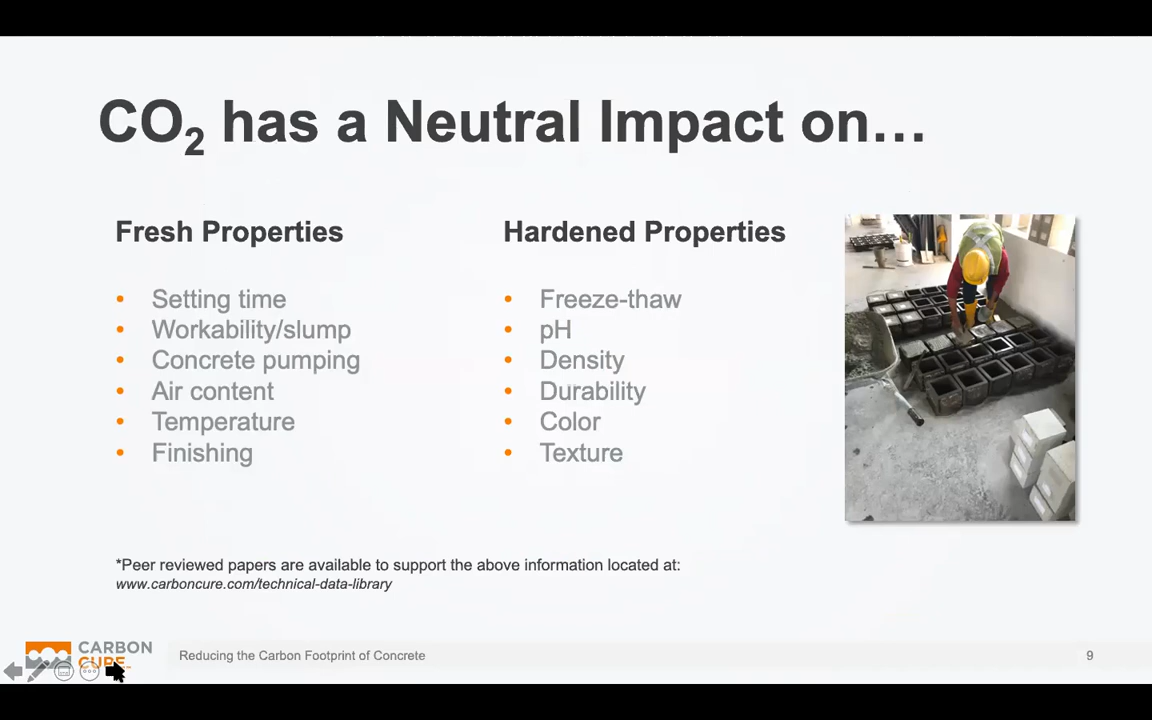 CO₂ has a Neutral Impact on…
Fresh Properties
• Setting time
• Workability/slump
• Concrete pumping
• Air content
• Temperature
• Finishing
Hardened Properties
• Freeze-thaw
• pH
• Density
• Durability
• Color
• Texture
*Peer reviewed papers are available to support the above information located at:
www.carboncure.com/technical-data-library
CARBON
CURE
Reducing the Carbon Footprint of Concrete
9